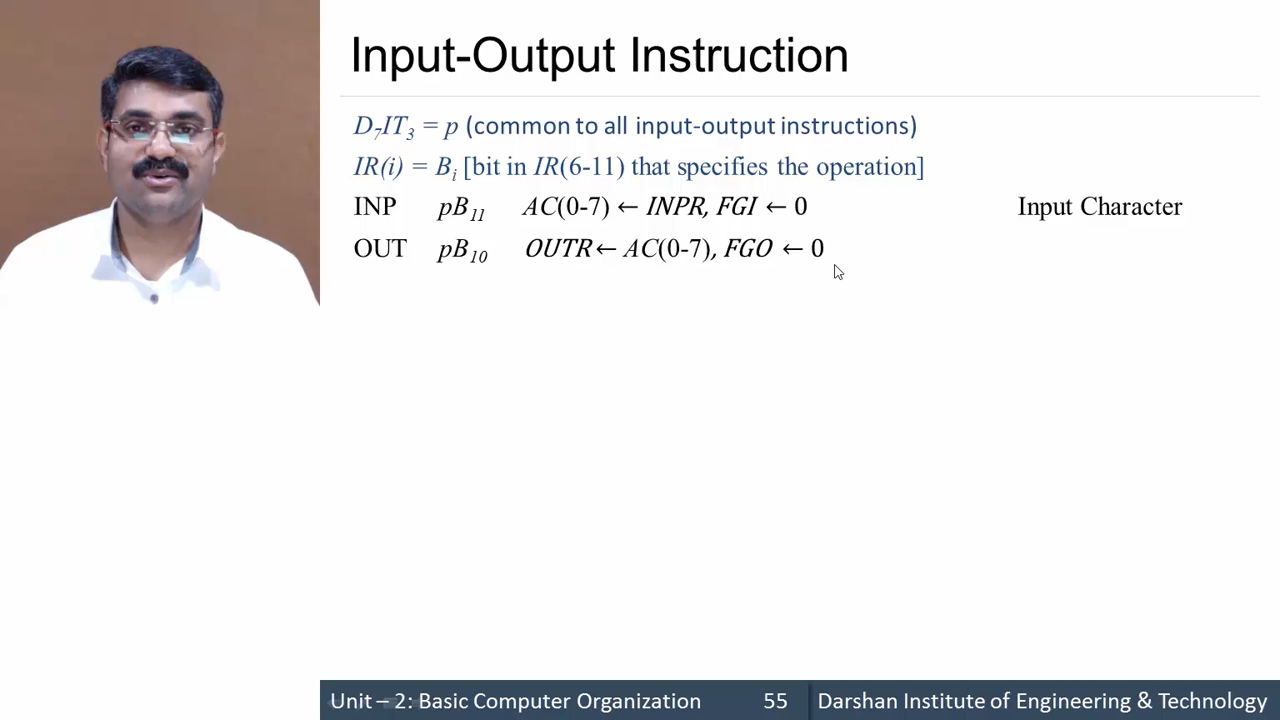 Input-Output Instruction
D₇IT₃ = p (common to all input-output instructions)
IR(i) = Bᵢ [bit in IR(6-11) that specifies the operation]
INP pB₁₁ AC(0-7) ← INPR, FGI ← 0 Input Character
OUT pB₁₀ OUTR ← AC(0-7), FGO ← 0
Unit – 2: Basic Computer Organization 55 Darshan Institute of Engineering & Technology